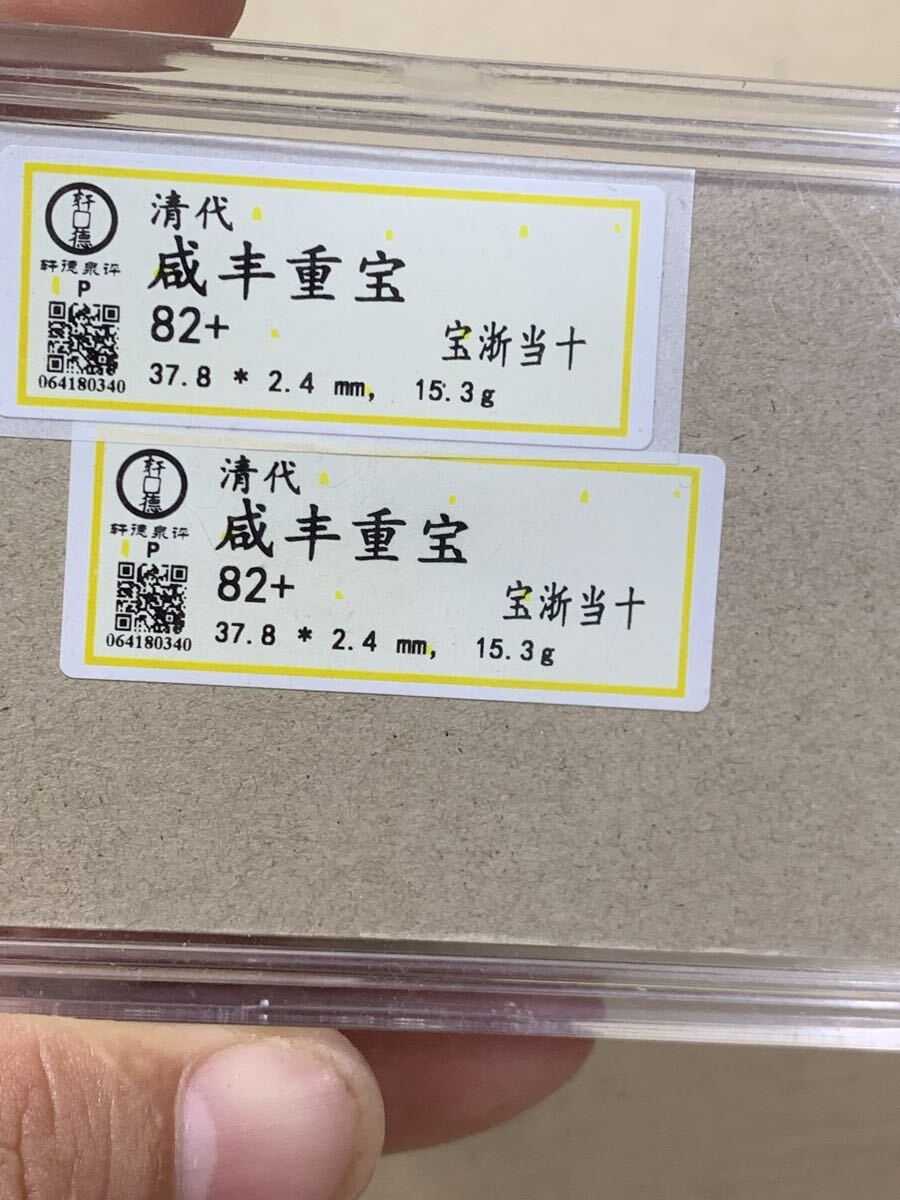 轩德
轩德泉评
P
064180340
清代
咸丰重宝
82+
宝浙当十
37.8 * 2.4 mm, 15.3g
轩德
轩德泉评
P
064180340
清代
咸丰重宝
82+
宝浙当十
37.8 * 2.4 mm, 15.3g